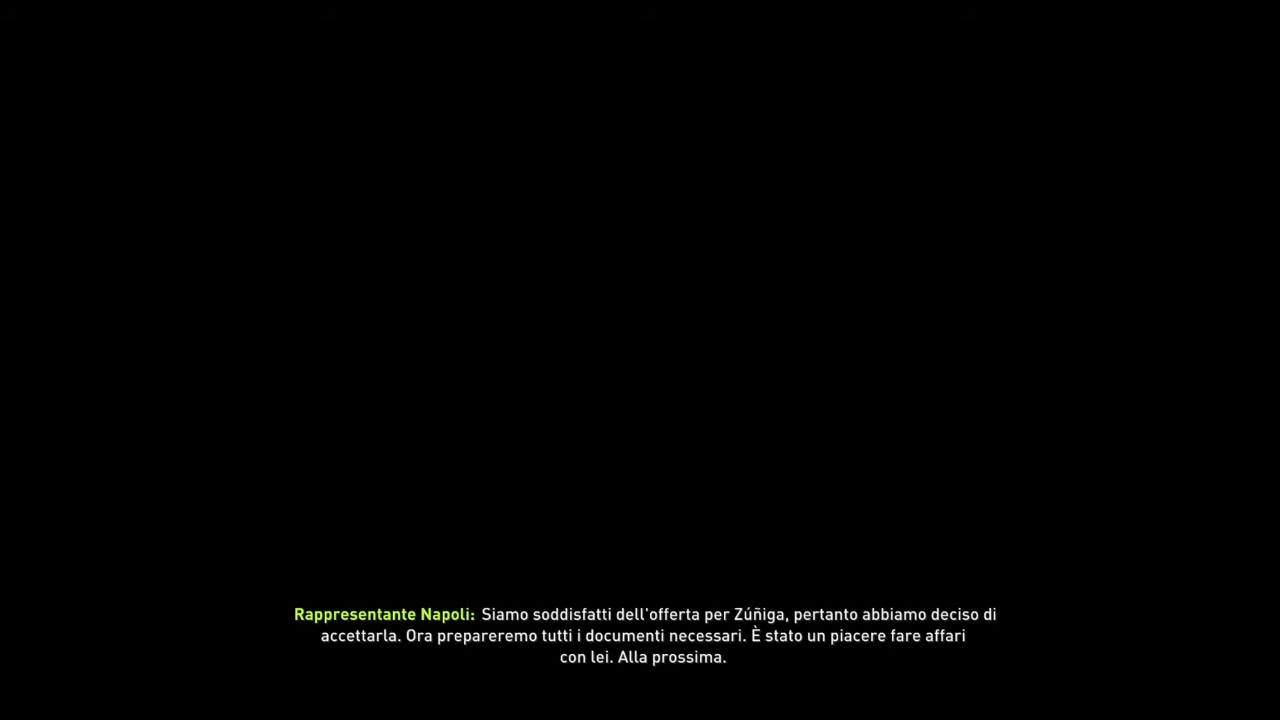 Rappresentante Napoli: Siamo soddisfatti dell'offerta per Zúñiga, pertanto abbiamo deciso di
accettarla. Ora prepareremo tutti i documenti necessari. È stato un piacere fare affari
con lei. Alla prossima.